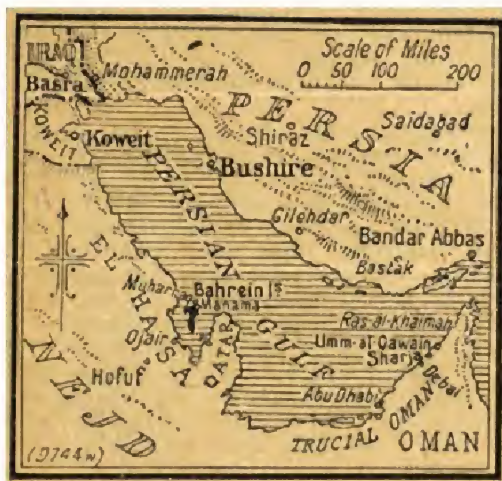 IRAQ
Basra
Mohammerah
Scale of Miles
0 50 100 200
PERSIA
KOWEIT
Koweit
Shiraz
Saidabad
Bushire
PERSIAN GULF
Gilehdar
Bandar Abbas
Bastak
EL HASSA
Muharraq
Bahrein Is
Manama
Ojair
QATAR
Hofuf
NEJD
Ras-al-Khaimah
Umm-al-Qawain
Sharja
Debai
Abu Dhabi
TRUCIAL OMAN
OMAN
(9744w)